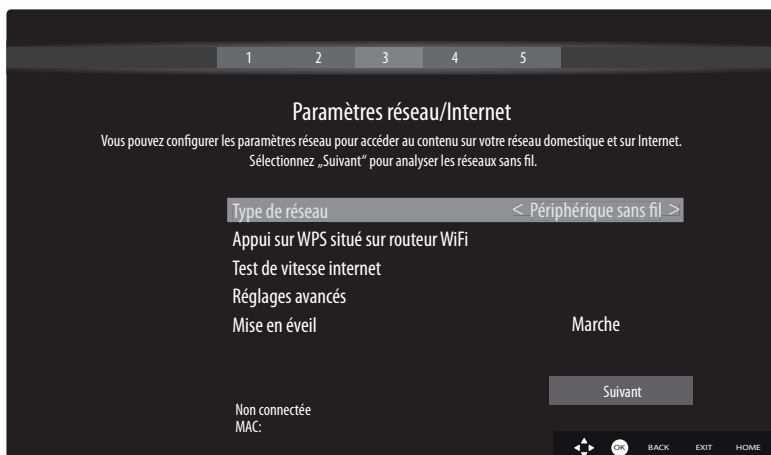 1 2 3 4 5
Paramètres réseau/Internet
Vous pouvez configurer les paramètres réseau pour accéder au contenu sur votre réseau domestique et sur Internet.
Sélectionnez „Suivant“ pour analyser les réseaux sans fil.
Type de réseau < Périphérique sans fil >
Appui sur WPS situé sur routeur WiFi
Test de vitesse internet
Réglages avancés
Mise en éveil Marche
Suivant
Non connectée
MAC:
OK BACK EXIT HOME